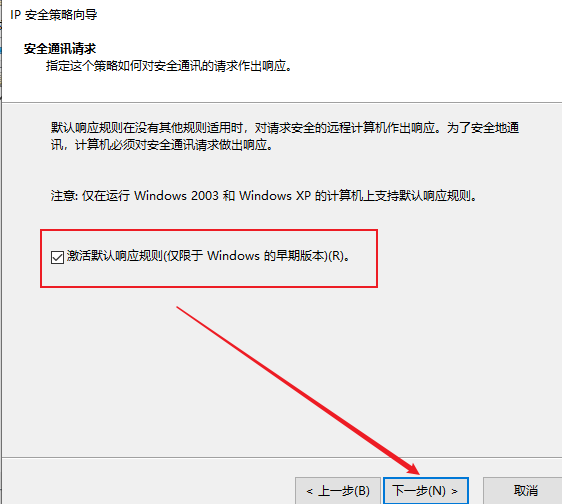 IP 安全策略向导
安全通讯请求
指定这个策略如何对安全通讯的请求作出响应。
默认响应规则在没有其他规则适用时，对请求安全的远程计算机作出响应。为了安全地通
讯，计算机必须对安全通讯请求做出响应。
注意: 仅在运行 Windows 2003 和 Windows XP 的计算机上支持默认响应规则。
激活默认响应规则(仅限于 Windows 的早期版本)(R)。
< 上一步(B) 下一步(N) > 取消